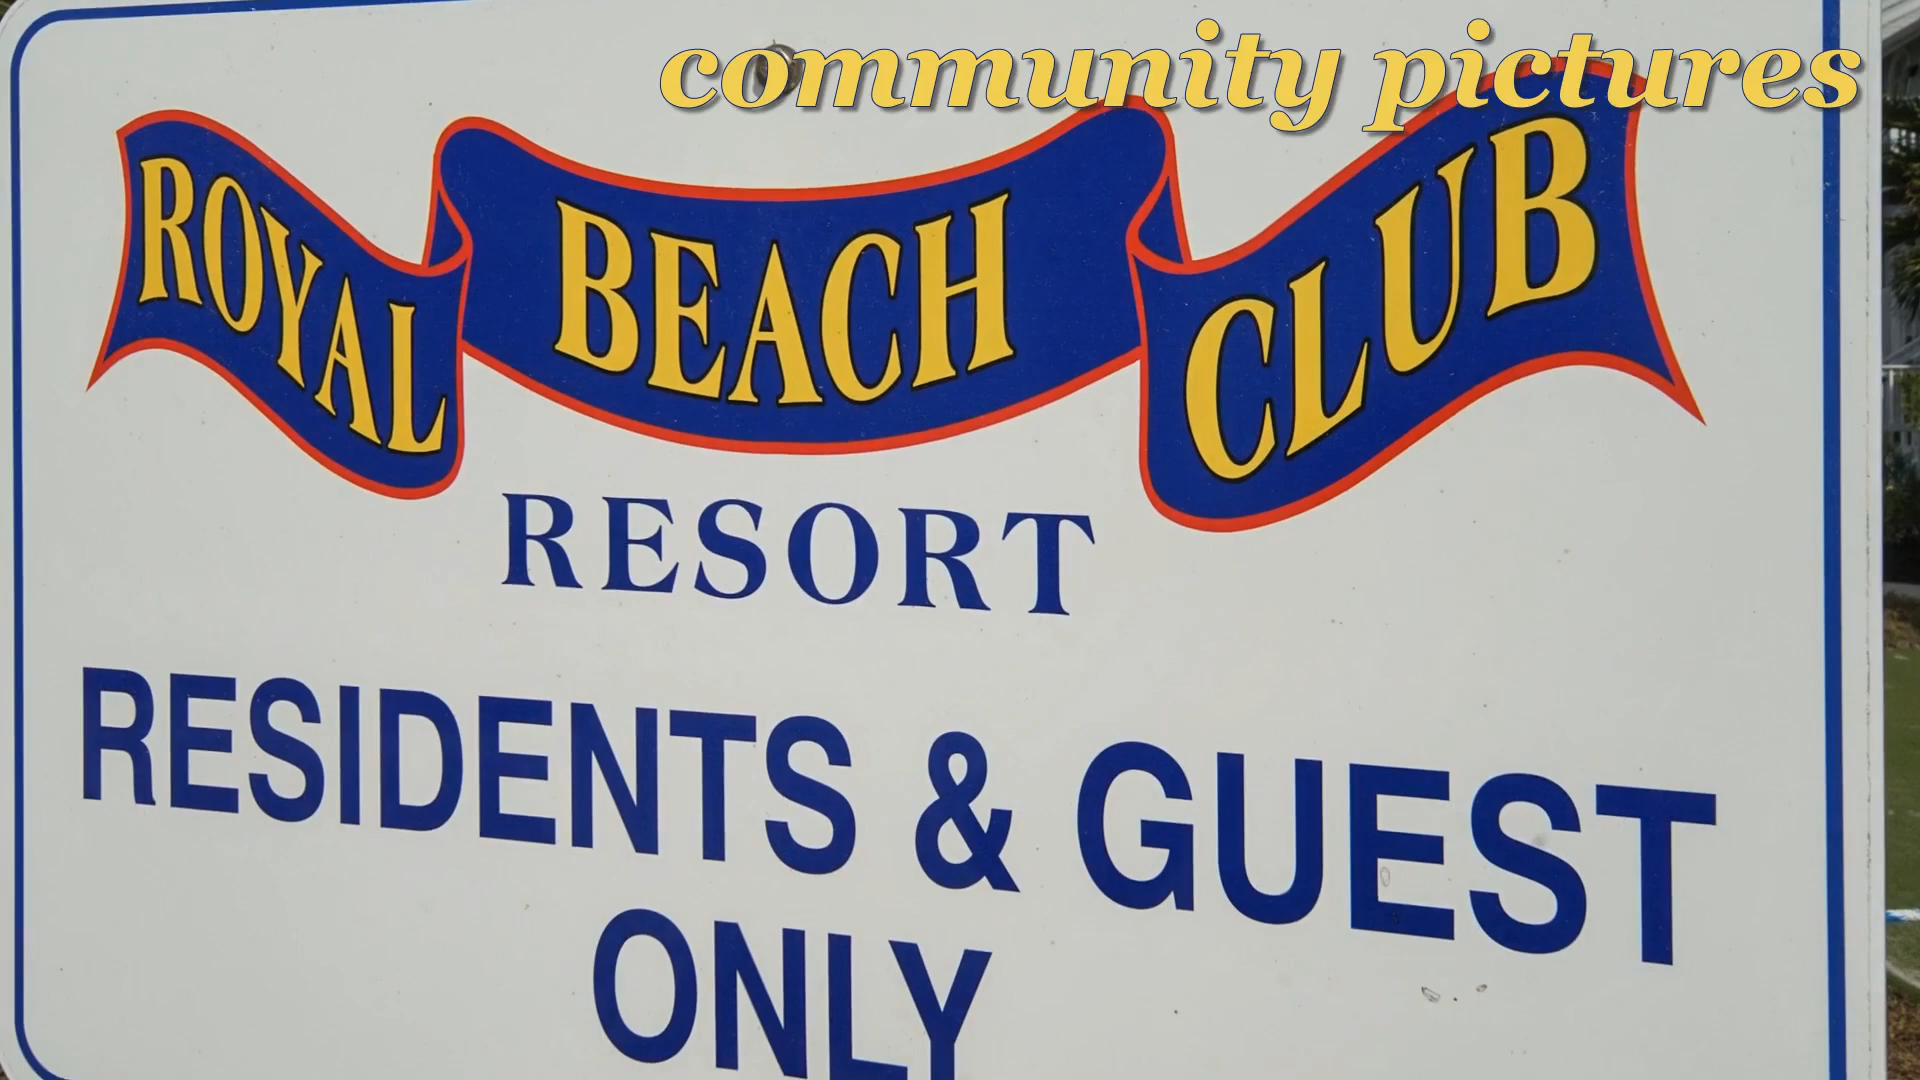 community pictures
ROYAL BEACH CLUB
RESORT
RESIDENTS & GUEST
ONLY